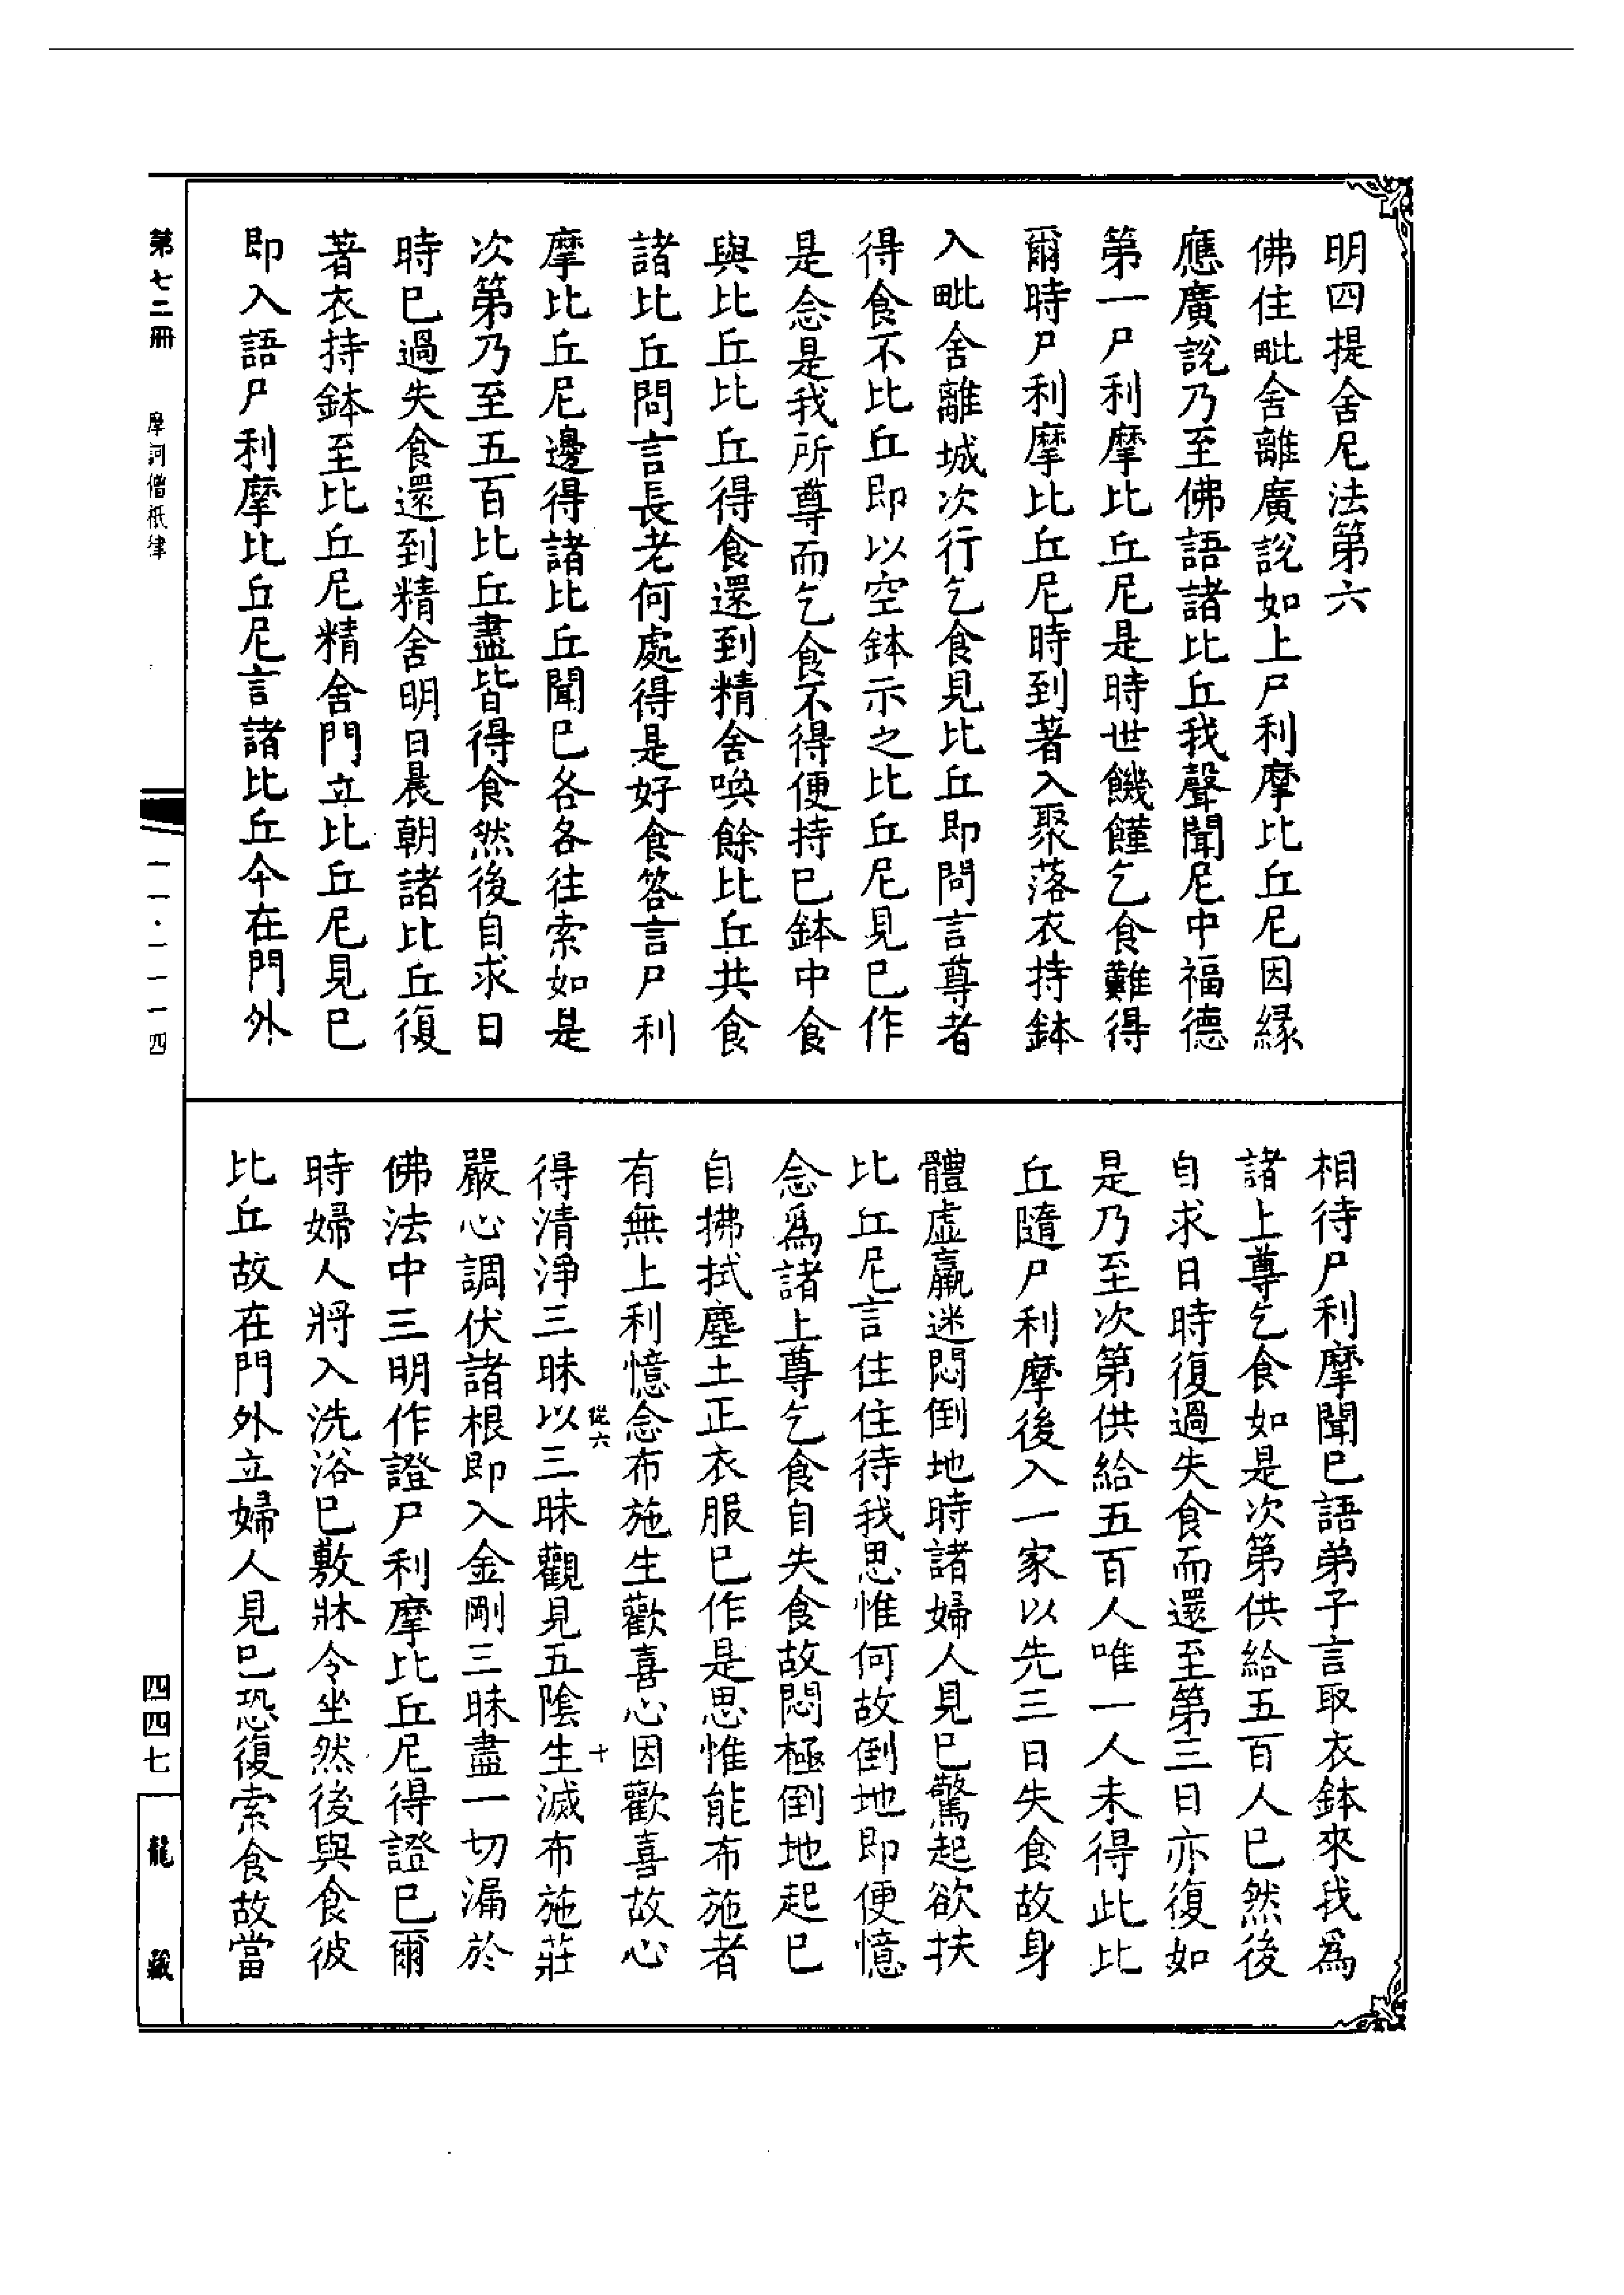 明四提舍尼法第六
佛住毗舍離廣說如上尸利摩比丘尼因緣
應廣說乃至佛語諸比丘我聲聞尼中福德
第一尸利摩比丘尼是時世饑饉乞食難得
爾時尸利摩比丘尼時到著入聚落衣持鉢
入毗舍離城次行乞食見比丘即問言尊者
得食不比丘即以空鉢示之比丘尼見已作
是念是我所尊而乞食不得便持已鉢中食
與比丘比丘得食還到精舍喚餘比丘共食
諸比丘問言長老何處得是好食答言尸利
摩比丘尼邊得諸比丘聞已各各往索如是
次第乃至五百比丘盡皆得食然後自求日
時已過失食還到精舍明日晨朝諸比丘復
著衣持鉢至比丘尼精舍門立比丘尼見已
即入語尸利摩比丘尼言諸比丘今在門外
相待尸利摩聞已語弟子言取衣鉢來我為
諸上尊乞食如是次第供給五百人已然後
自求日時復過失食而還至第三日亦復如
是乃至次第供給五百人唯一人未得此比
丘隨尸利摩後入一家以先三日失食故身
體虛羸迷悶倒地時諸婦人見已驚起欲扶
比丘尼言住住待我思惟何故倒地即便憶
念為諸上尊乞食自失食故悶極倒地起已
自拂拭塵土正衣服已作是思惟能布施者
有無上利憶念布施生歡喜心因歡喜故心
得清淨三昧以三昧觀見五陰生滅布施莊
從六 十
嚴心調伏諸根即入金剛三昧盡一切漏於
佛法中三明作證尸利摩比丘尼得證已爾
時婦人將入洗浴已敷牀令坐然後與食彼
比丘故在門外立婦人見已恐復索食故當
第七二冊
摩訶僧祇律
一一·一一一四
四四七
龍藏